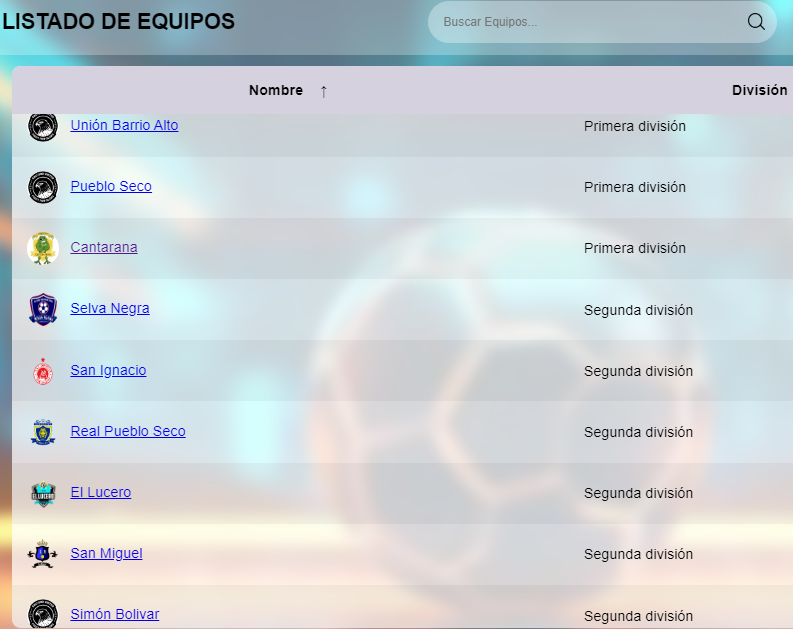 LISTADO DE EQUIPOS
Buscar Equipos...
Nombre ↑ División
Unión Barrio Alto Primera división
Pueblo Seco Primera división
Cantarana Primera división
Selva Negra Segunda división
San Ignacio Segunda división
Real Pueblo Seco Segunda división
El Lucero Segunda división
EL LUCERO
San Miguel Segunda división
Simón Bolivar Segunda división